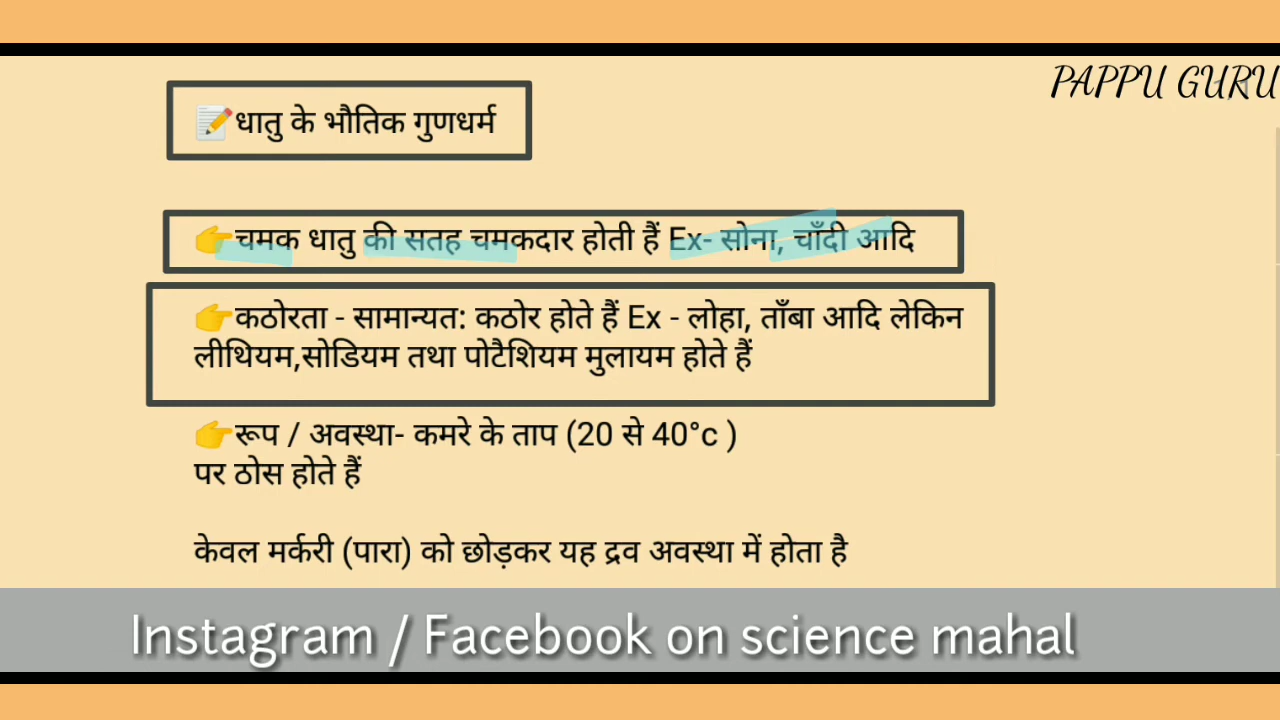 PAPPU GURU
📝धातु के भौतिक गुणधर्म
👉चमक धातु की सतह चमकदार होती हैं Ex- सोना, चाँदी आदि
👉कठोरता - सामान्यत: कठोर होते हैं Ex - लोहा, ताँबा आदि लेकिन
लीथियम,सोडियम तथा पोटैशियम मुलायम होते हैं
👉रूप / अवस्था- कमरे के ताप (20 से 40°c )
पर ठोस होते हैं
केवल मर्करी (पारा) को छोड़कर यह द्रव अवस्था में होता है
Instagram / Facebook on science mahal